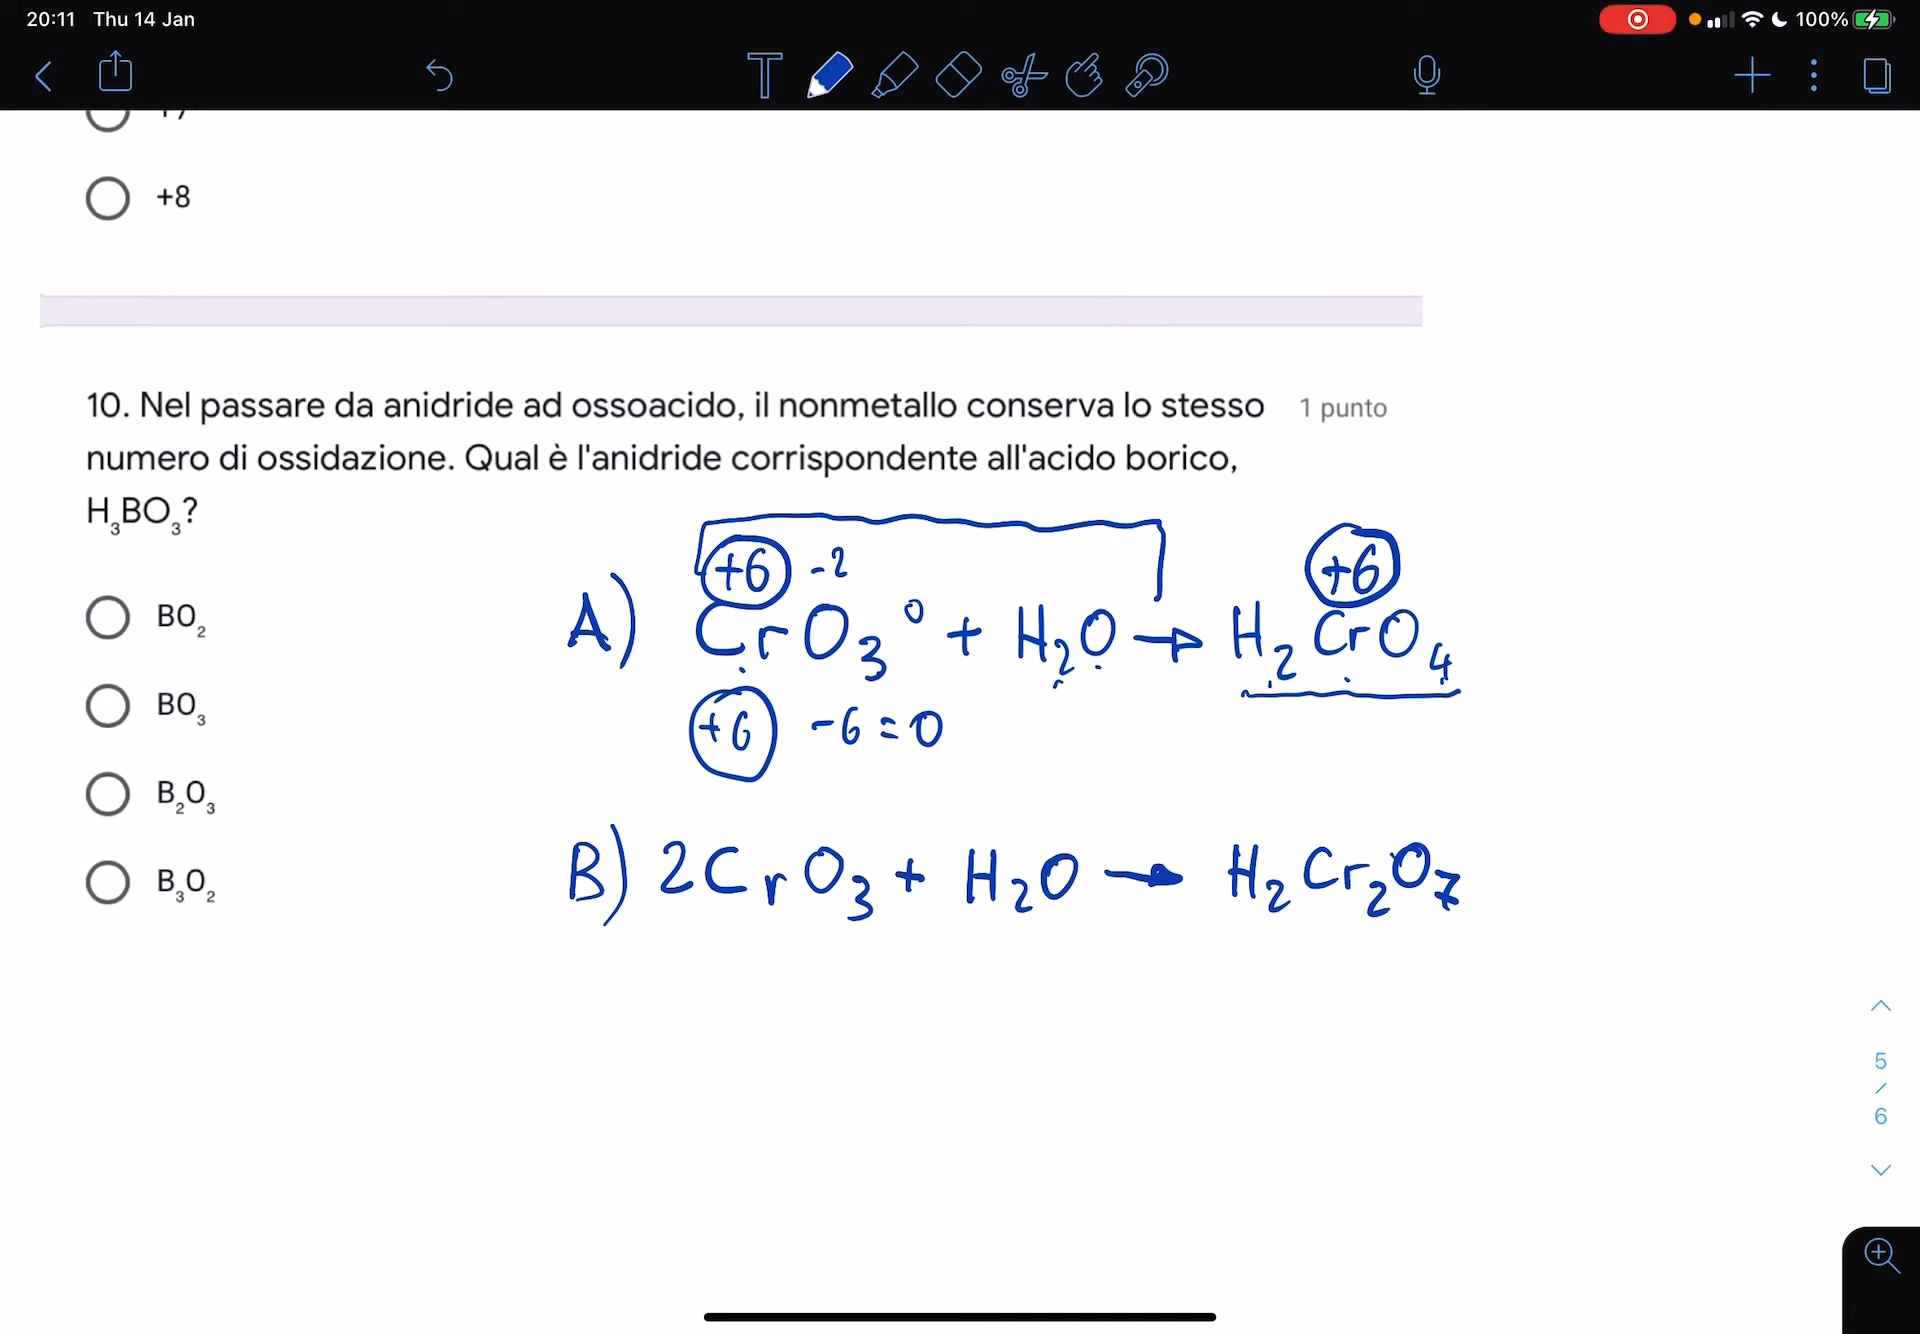 20:11 Thu 14 Jan 100%
+7
+8
10. Nel passare da anidride ad ossoacido, il nonmetallo conserva lo stesso 1 punto
numero di ossidazione. Qual è l'anidride corrispondente all'acido borico,
H₃BO₃?
BO₂
BO₃
B₂O₃
B₃O₂
+6 -2 +6
A) CrO₃⁰ + H₂O → H₂CrO₄
+6 -6 = 0
B) 2CrO₃ + H₂O → H₂Cr₂O₇
5
/
6